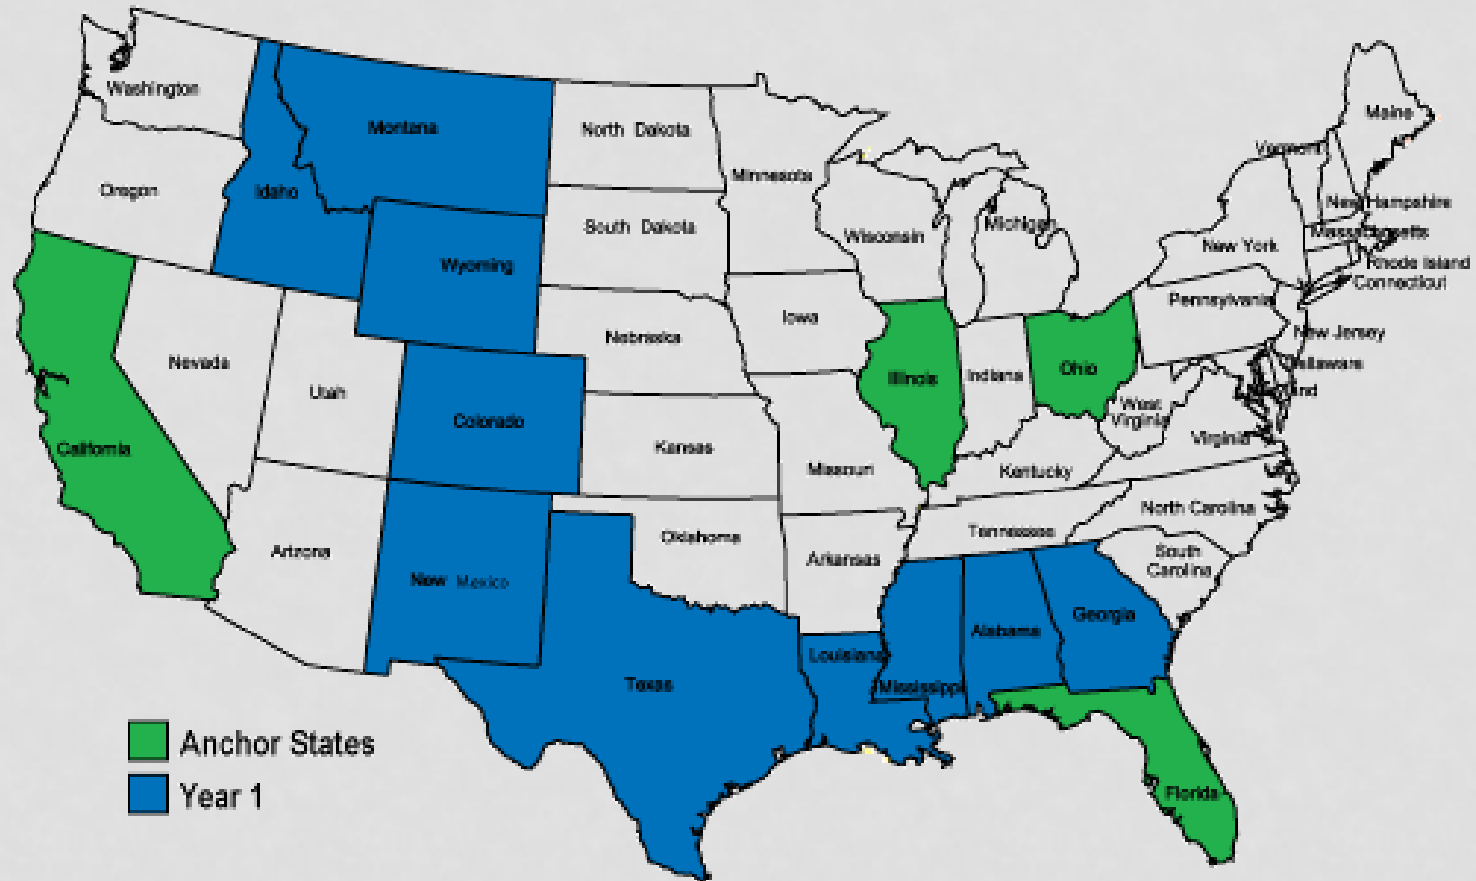 Washington
Montana
North Dakota
Minnesota
Maine
Vermont
Oregon
Idaho
New Hampshire
South Dakota
Wisconsin
Michigan
Massachusetts
New York
Wyoming
Rhode Island
Connecticut
Pennsylvania
Iowa
Nebraska
New Jersey
Nevada
Utah
Illinois
Indiana
Ohio
Delaware
Colorado
West
Virginia
Virginia
California
Kansas
Missouri
Kentucky
North Carolina
Arizona
Oklahoma
Tennessee
Arkansas
South
Carolina
New Mexico
Georgia
Alabama
Louisiana
Texas
Mississippi
Florida
Anchor States
Year 1